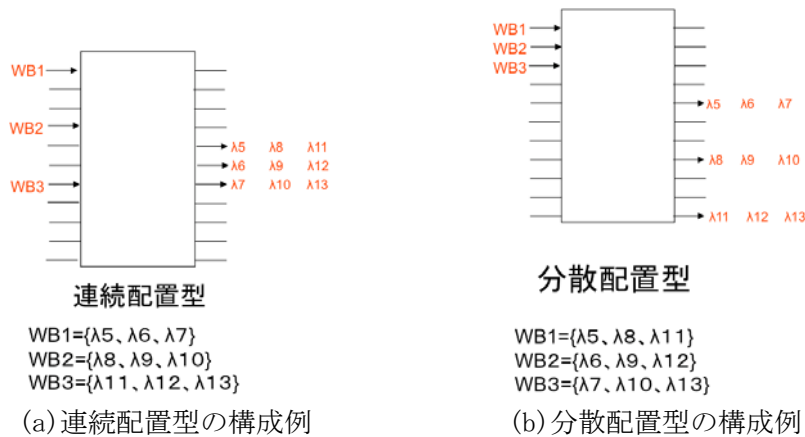 WB1
WB2
WB3
λ5 λ8 λ11
λ6 λ9 λ12
λ7 λ10 λ13
連続配置型
WB1={λ5、λ6、λ7}
WB2={λ8、λ9、λ10}
WB3={λ11、λ12、λ13}
(a)連続配置型の構成例
WB1
WB2
WB3
λ5 λ6 λ7
λ8 λ9 λ10
λ11 λ12 λ13
分散配置型
WB1={λ5、λ8、λ11}
WB2={λ6、λ9、λ12}
WB3={λ7、λ10、λ13}
(b)分散配置型の構成例